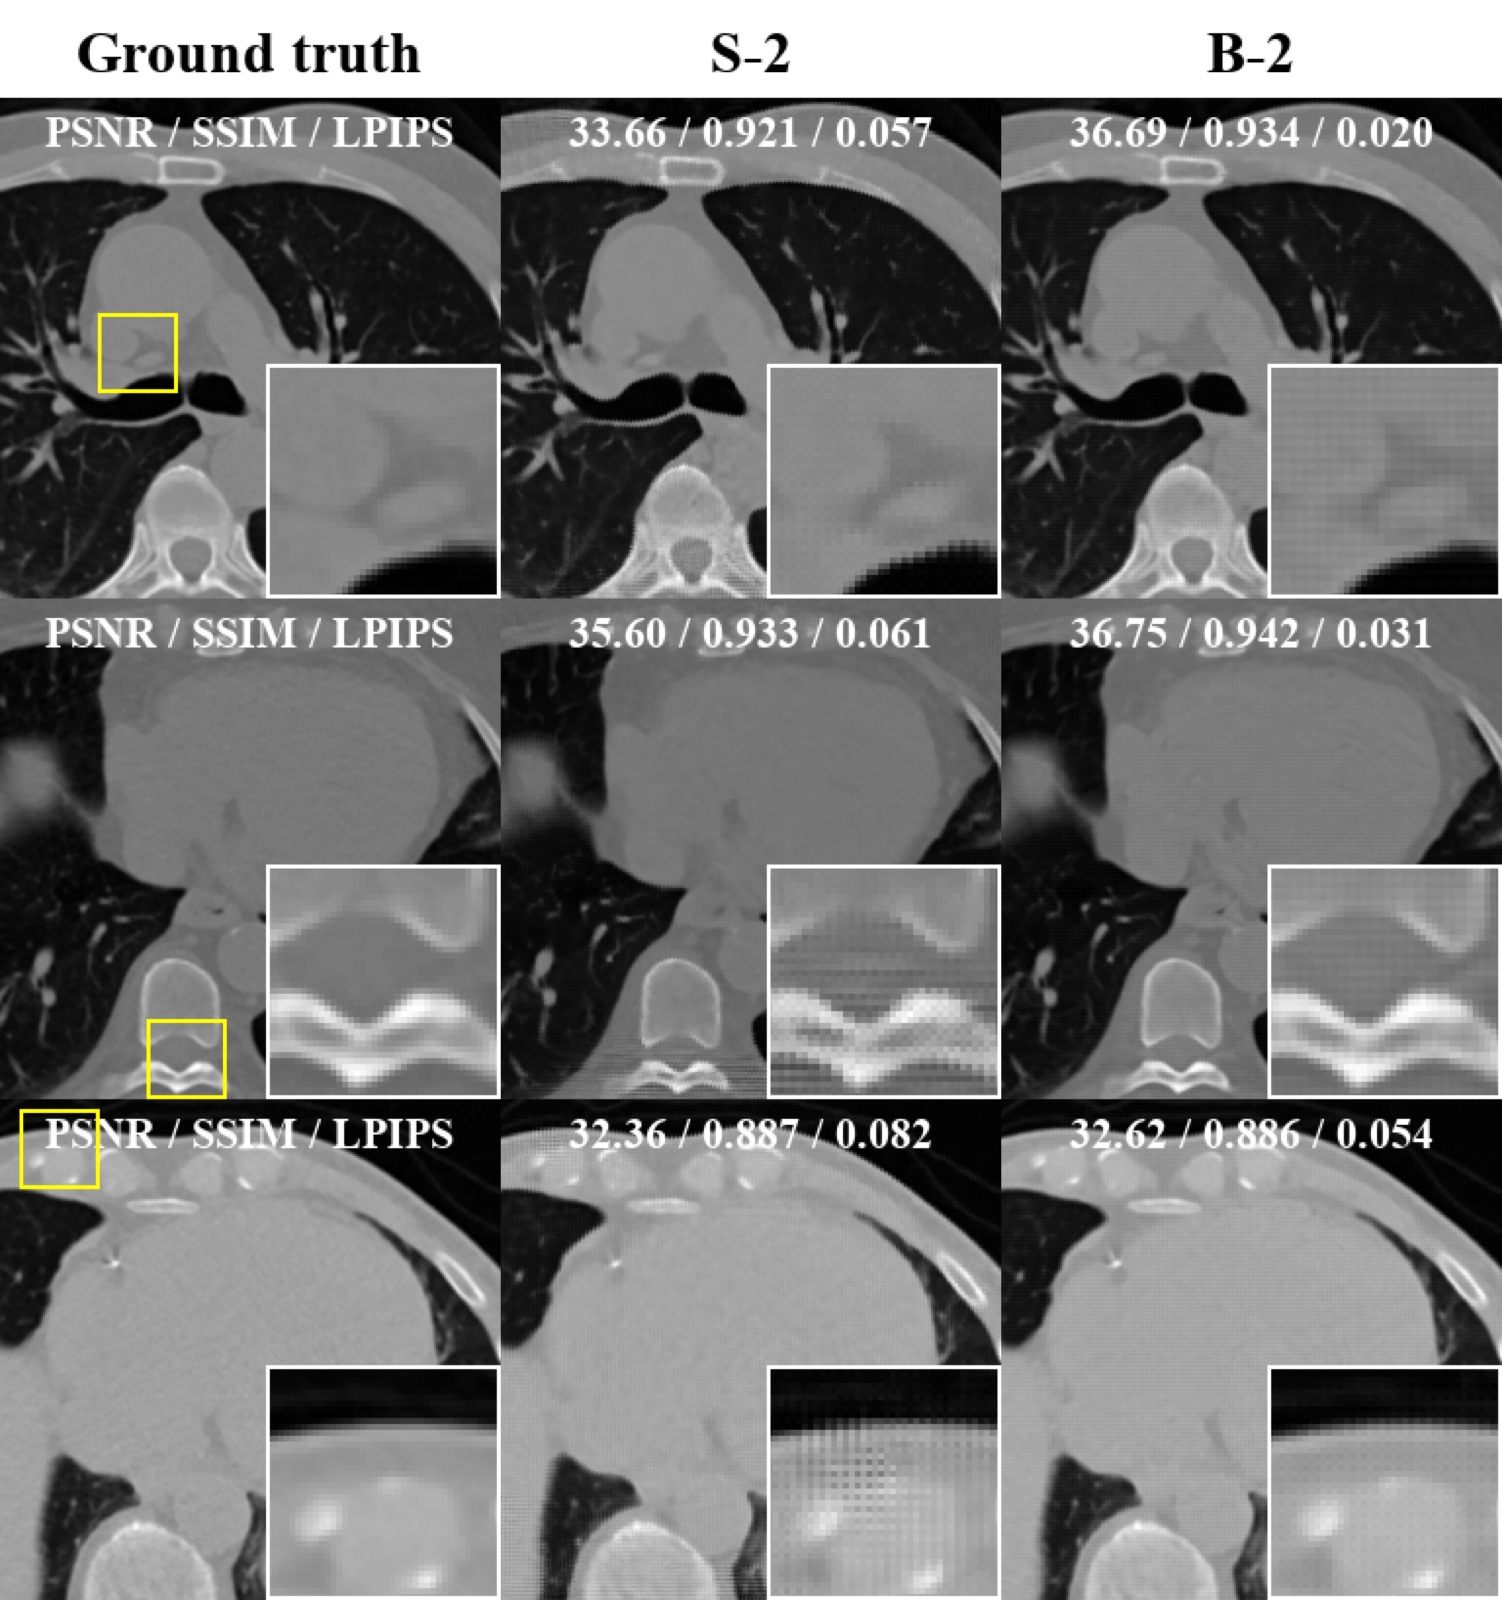 Ground truth S-2 B-2
PSNR / SSIM / LPIPS 33.66 / 0.921 / 0.057 36.69 / 0.934 / 0.020
PSNR / SSIM / LPIPS 35.60 / 0.933 / 0.061 36.75 / 0.942 / 0.031
PSNR / SSIM / LPIPS 32.36 / 0.887 / 0.082 32.62 / 0.886 / 0.054